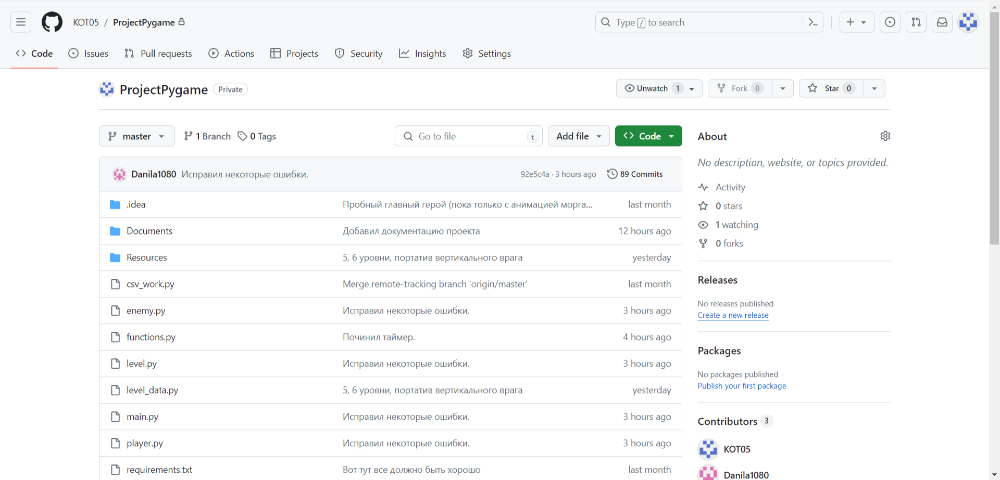 KOT05 / ProjectPygame
Type / to search
Code Issues Pull requests Actions Projects Security Insights Settings
ProjectPygame Private
Unwatch 1 Fork 0 Star 0
master 1 Branch 0 Tags
Go to file t Add file Code
Danila1080 Исправил некоторые ошибки. 92e5c4a · 3 hours ago 89 Commits
.idea Пробный главный герой (пока только с анимацией морга... last month
Documents Добавил документацию проекта 12 hours ago
Resources 5, 6 уровни, портатив вертикального врага yesterday
csv_work.py Merge remote-tracking branch 'origin/master' last month
enemy.py Исправил некоторые ошибки. 3 hours ago
functions.py Починил таймер. 4 hours ago
level.py Исправил некоторые ошибки. 3 hours ago
level_data.py 5, 6 уровни, портатив вертикального врага yesterday
main.py Исправил некоторые ошибки. 3 hours ago
player.py Исправил некоторые ошибки. 3 hours ago
requirements.txt Вот тут все должно быть хорошо last month
About
No description, website, or topics provided.
Activity
0 stars
1 watching
0 forks
Releases
No releases published
Create a new release
Packages
No packages published
Publish your first package
Contributors 3
KOT05
Danila1080